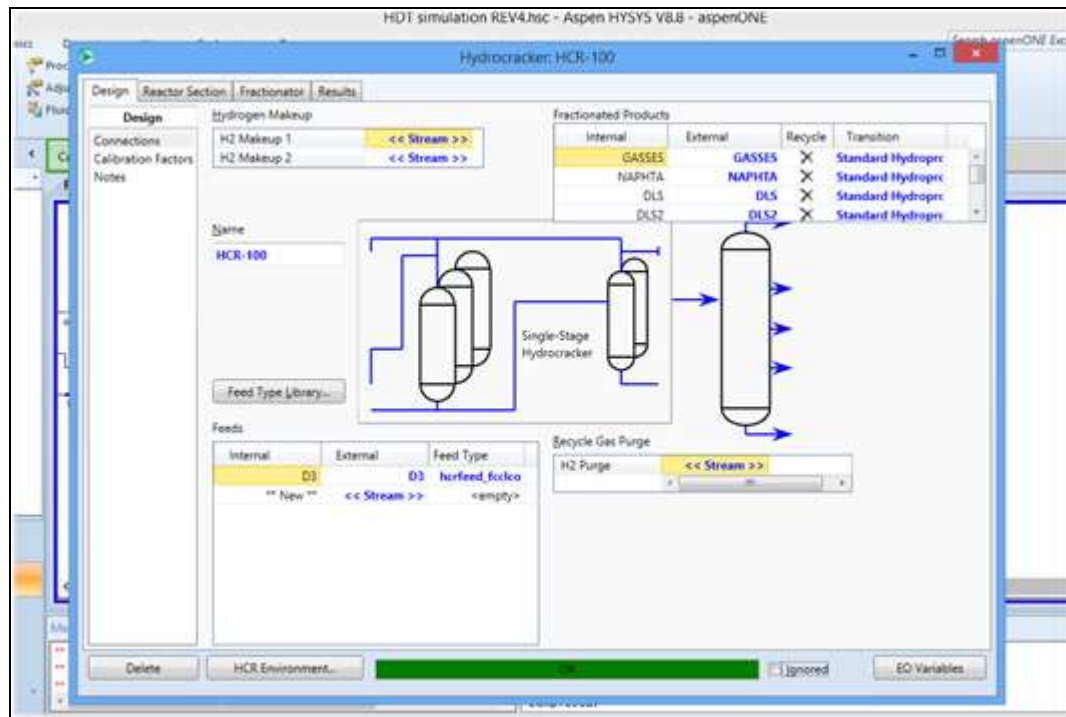 HDT simulation REV4.hsc - Aspen HYSYS V8.8 - aspenONE
Hydrocracker: HCR-100
Design Reactor Section Fractionator Results
Design
Connections
Calibration Factors
Notes
Hydrogen Makeup
H2 Makeup 1 << Stream >>
H2 Makeup 2 << Stream >>
Fractionated Products
Internal External Recycle Transition
GASSES GASSES Standard Hydroprc
NAPHTA NAPHTA Standard Hydroprc
DLS DLS Standard Hydroprc
DLS2 DLS2 Standard Hydroprc
Name
HCR-100
Single-Stage
Hydrocracker
Feed Type Library...
Feeds
Internal External Feed Type
D3 D3 hcrfeed_fcclco
** New ** << Stream >> <empty>
Recycle Gas Purge
H2 Purge << Stream >>
Delete HCR Environment... OK Ignored EO Variables